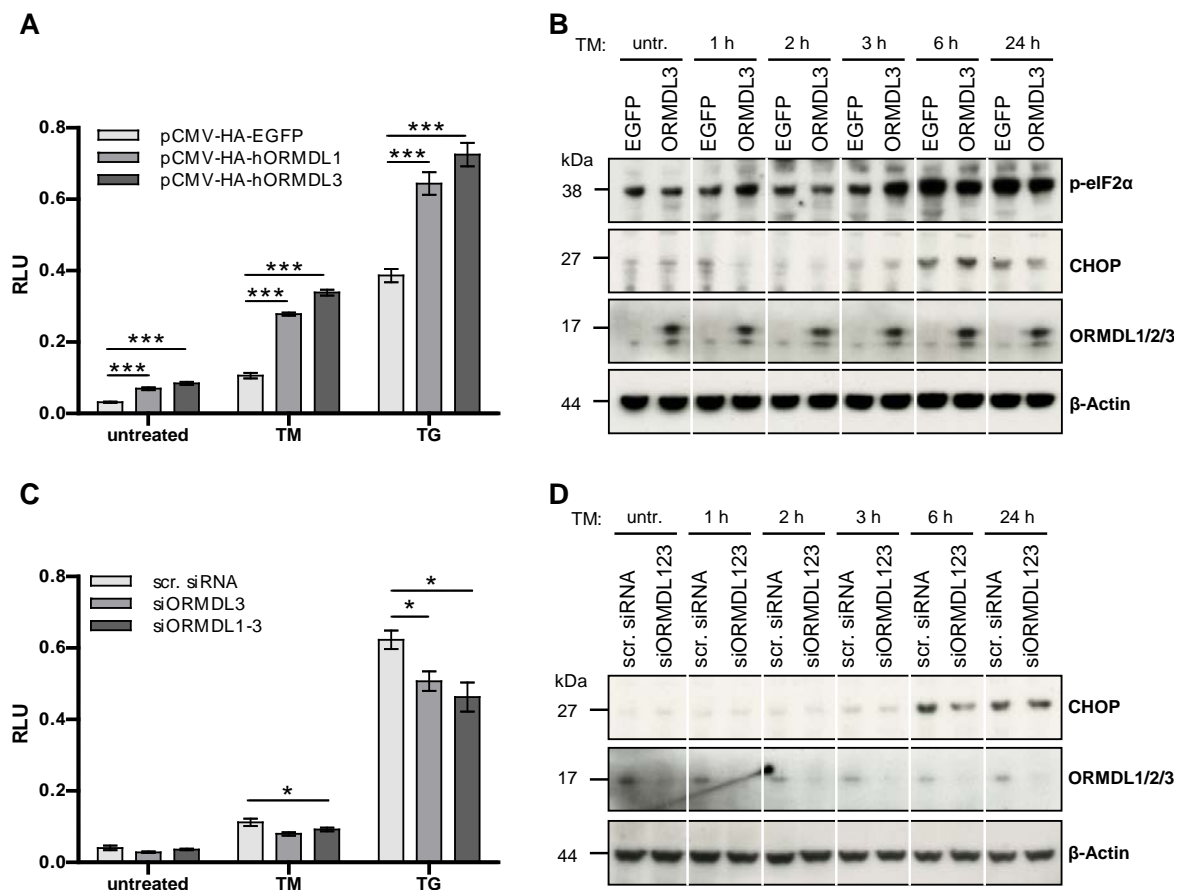 A
RLU
0.8
0.6
0.4
0.2
0.0
pCMV-HA-EGFP
pCMV-HA-hORMDL1
pCMV-HA-hORMDL3
*** ***
*** ***
*** ***
untreated TM TG
B
TM: untr. 1 h 2 h 3 h 6 h 24 h
EGFP ORMDL3 EGFP ORMDL3 EGFP ORMDL3 EGFP ORMDL3 EGFP ORMDL3 EGFP ORMDL3
kDa
38 p-eIF2α
27 CHOP
17 ORMDL1/2/3
44 β-Actin
C
RLU
0.8
0.6
0.4
0.2
0.0
scr. siRNA
siORMDL3
siORMDL1-3
*
* *
untreated TM TG
D
TM: untr. 1 h 2 h 3 h 6 h 24 h
scr. siRNA siORMDL123 scr. siRNA siORMDL123 scr. siRNA siORMDL123 scr. siRNA siORMDL123 scr. siRNA siORMDL123 scr. siRNA siORMDL123
kDa
27 CHOP
17 ORMDL1/2/3
44 β-Actin